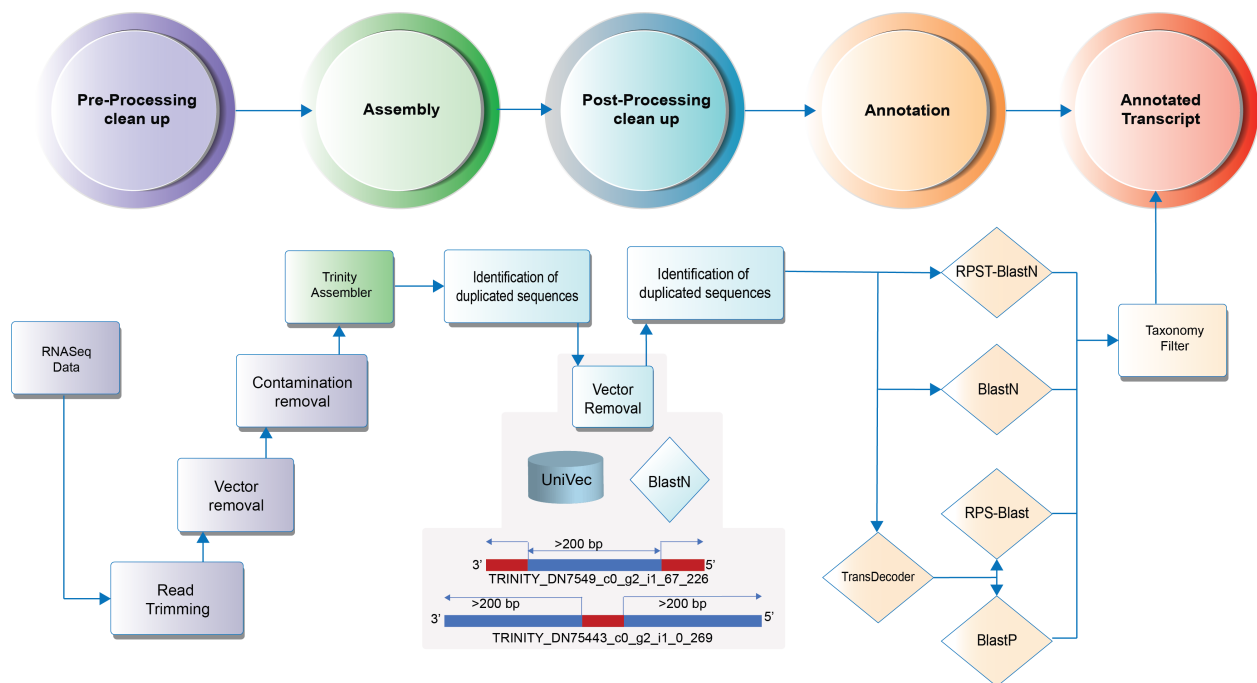 Pre-Processing
clean up
Assembly
Post-Processing
clean up
Annotation
Annotated
Transcript
RNASeq
Data
Read
Trimming
Vector
removal
Contamination
removal
Trinity
Assembler
Identification of
duplicated sequences
Vector
Removal
UniVec
BlastN
>200 bp
3’
5’
TRINITY_DN7549_c0_g2_i1_67_226
>200 bp
>200 bp
3’
5’
TRINITY_DN75443_c0_g2_i1_0_269
Identification of
duplicated sequences
RPST-BlastN
BlastN
RPS-Blast
TransDecoder
BlastP
Taxonomy
Filter